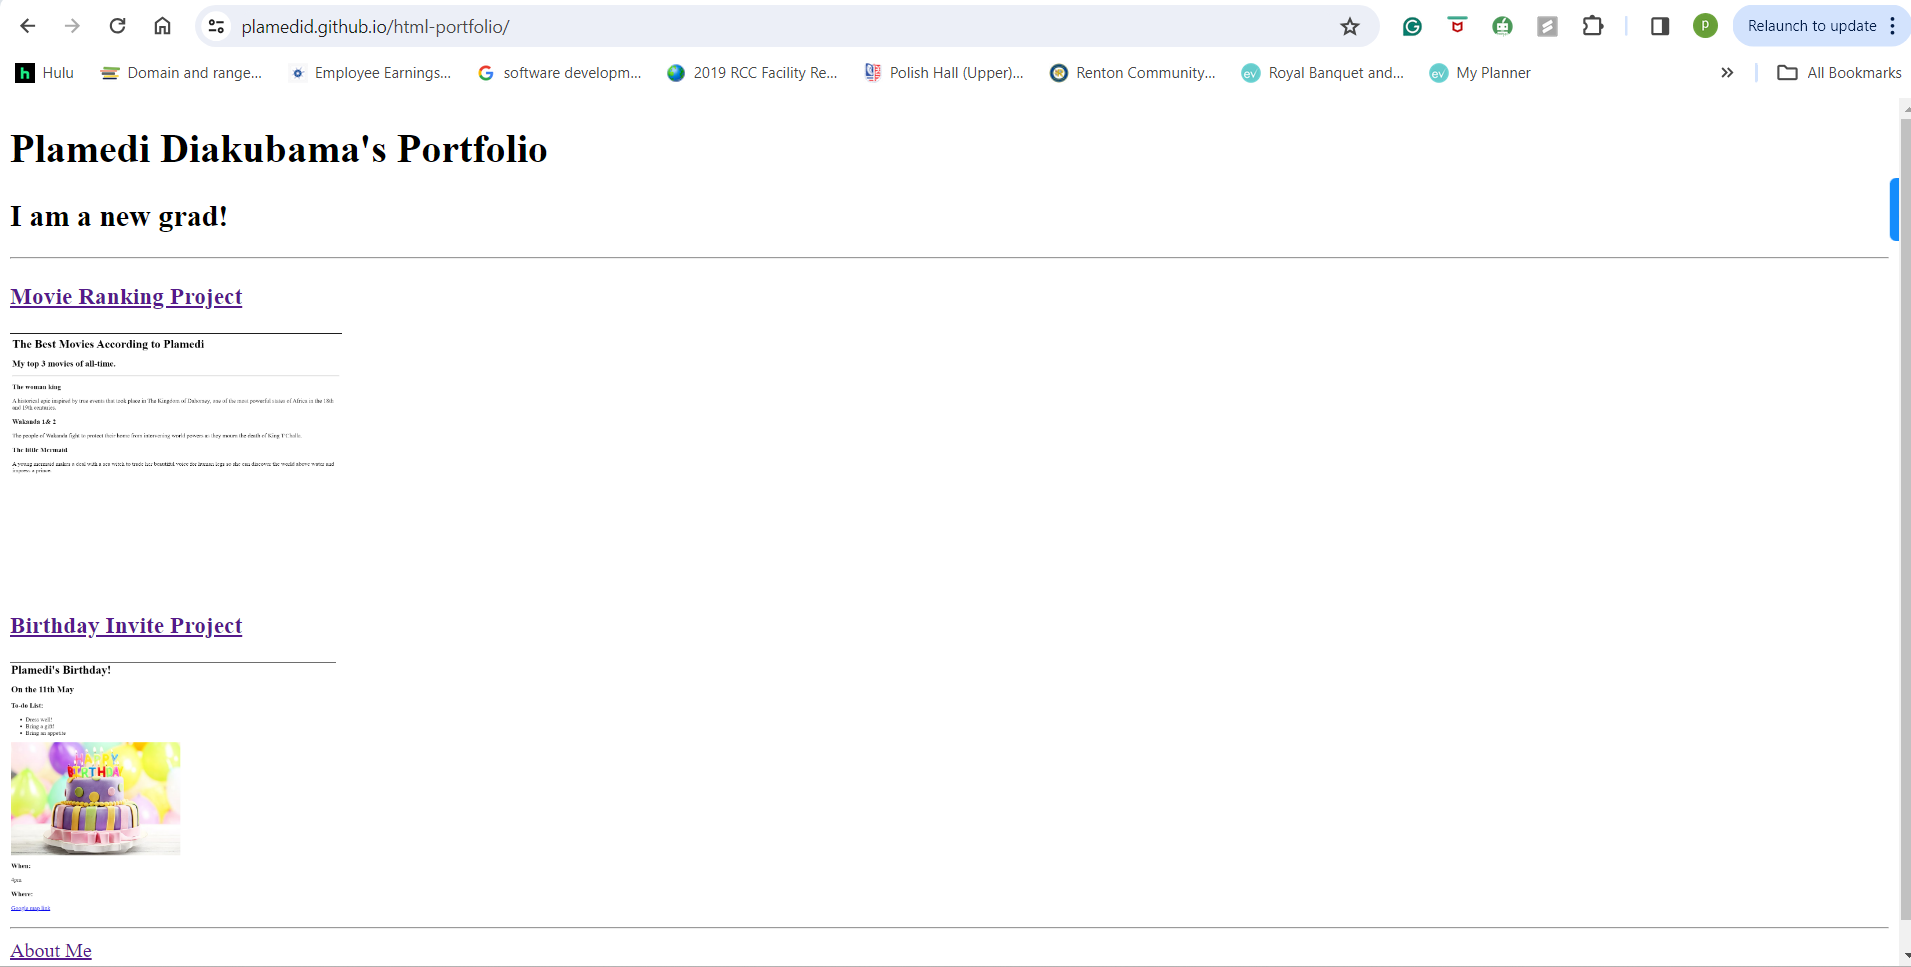 plamedid.github.io/html-portfolio/
P
Relaunch to update
Hulu
Domain and range...
Employee Earnings...
software developm...
2019 RCC Facility Re...
Polish Hall (Upper)...
Renton Community...
Royal Banquet and...
My Planner
All Bookmarks
Plamedi Diakubama's Portfolio
I am a new grad!
Movie Ranking Project
The Best Movies According to Plamedi
My top 3 movies of all-time.
The woman king
A historical epic inspired by true events that took place in The Kingdom of Dahomey, one of the most powerful states of Africa in the 18th
and 19th centuries.
Wakanda 1& 2
The people of Wakanda fight to protect their home from intervening world powers as they mourn the death of King T'Challa.
The little Mermaid
A young mermaid makes a deal with a sea witch to trade her beautiful voice for human legs so she can discover the world above water and
impress a prince.
Birthday Invite Project
Plamedi's Birthday!
On the 11th May
To-do List:
Dress well!
Bring a gift!
Bring an appetite
HAPPY
BIRTHDAY
When:
4pm
Where:
Google map link
About Me